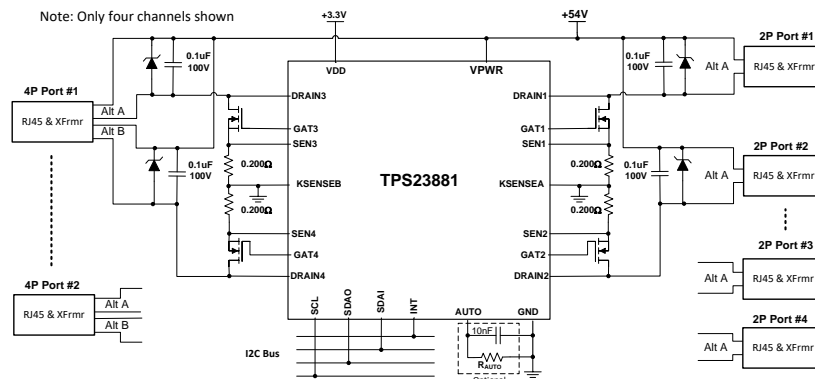 Note: Only four channels shown
+3.3V
+54V
2P Port #1
0.1uF
100V
VDD
VPWR
0.1uF
100V
Alt A
RJ45 & XFrmr
4P Port #1
DRAIN3
DRAIN1
RJ45 & XFrmr
Alt A
Alt B
GAT3
GAT1
SEN3
SEN1
2P Port #2
0.1uF
100V
0.200Ω
0.200Ω
0.1uF
100V
Alt A
RJ45 & XFrmr
KSENSEB
TPS23881
KSENSEA
0.200Ω
0.200Ω
SEN4
SEN2
GAT4
GAT2
2P Port #3
4P Port #2
DRAIN4
DRAIN2
Alt A
RJ45 & XFrmr
RJ45 & XFrmr
Alt A
Alt B
SCL
SDAO
SDAI
INT
AUTO
GND
2P Port #4
10nF
Alt A
RJ45 & XFrmr
I2C Bus
RAUTO
Optional